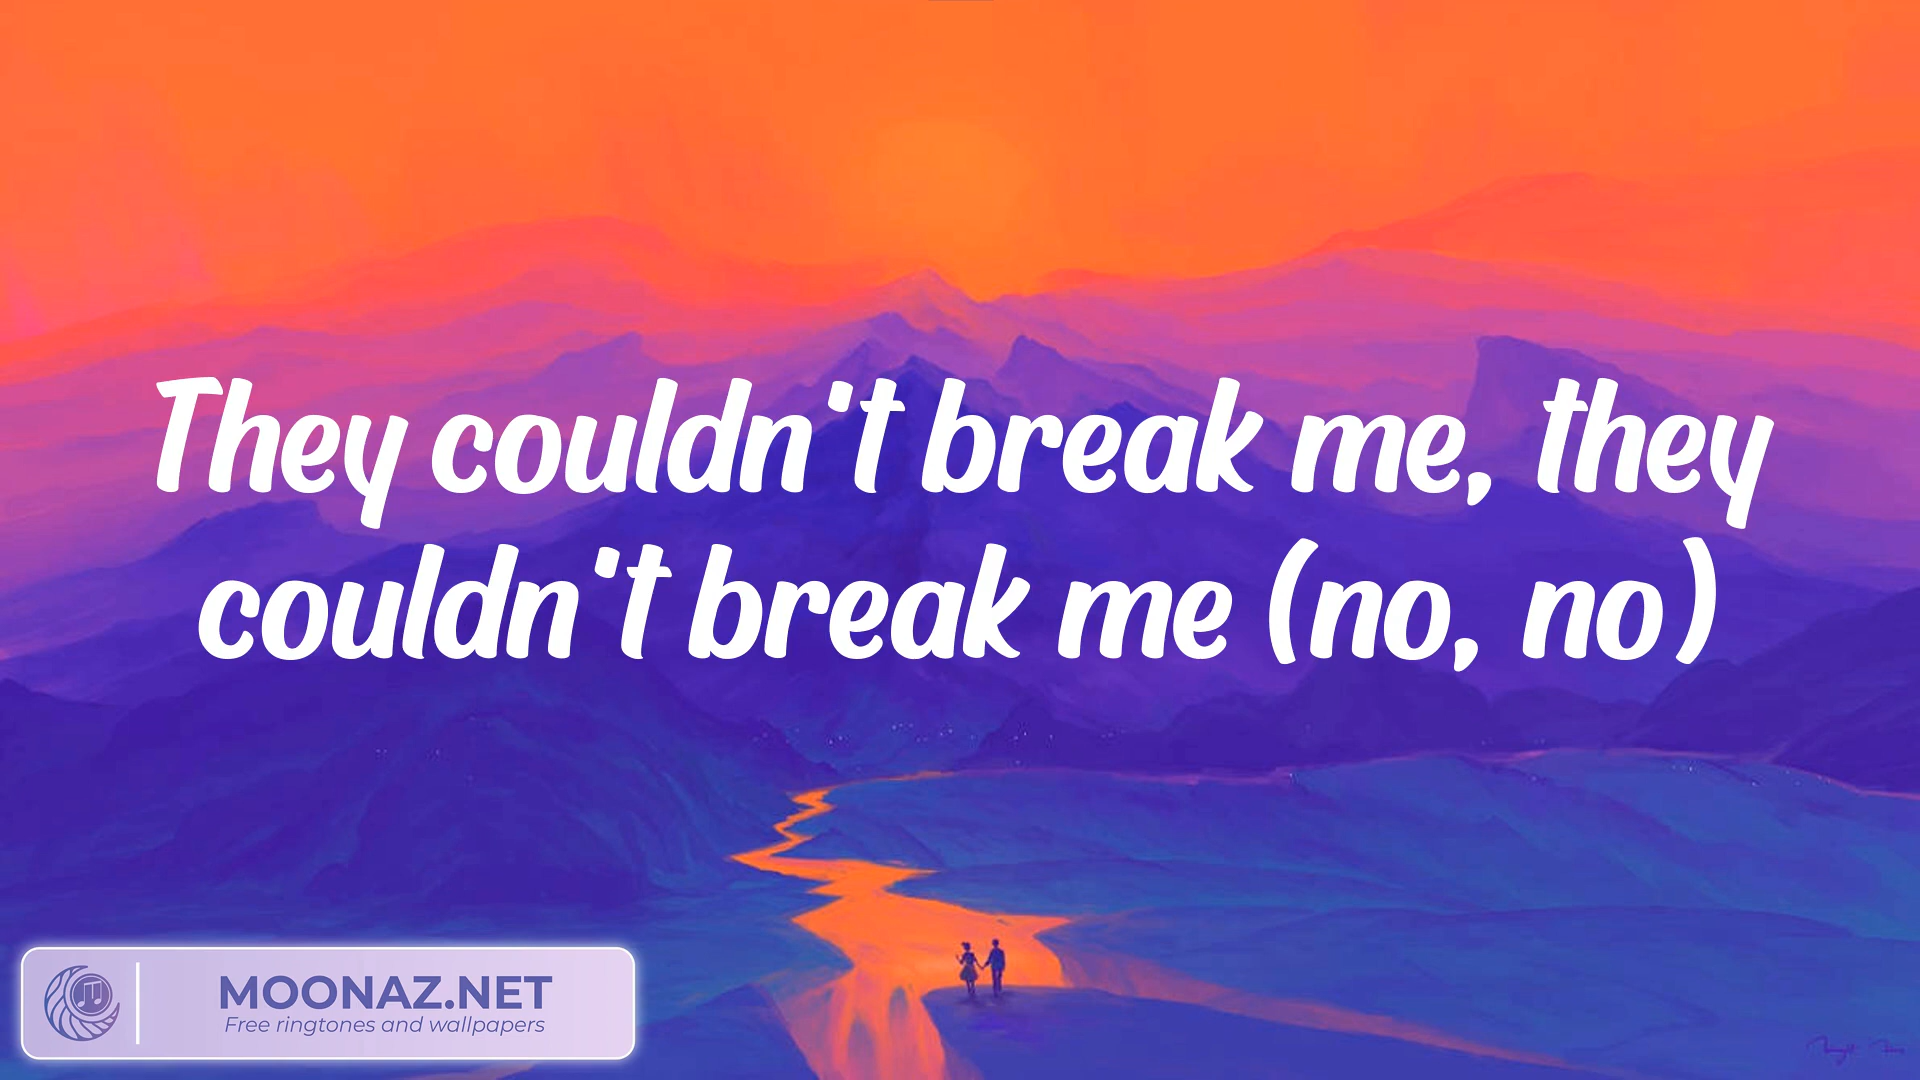 They couldn't break me, they
couldn't break me (no, no)
MOONAZ.NET
Free ringtones and wallpapers